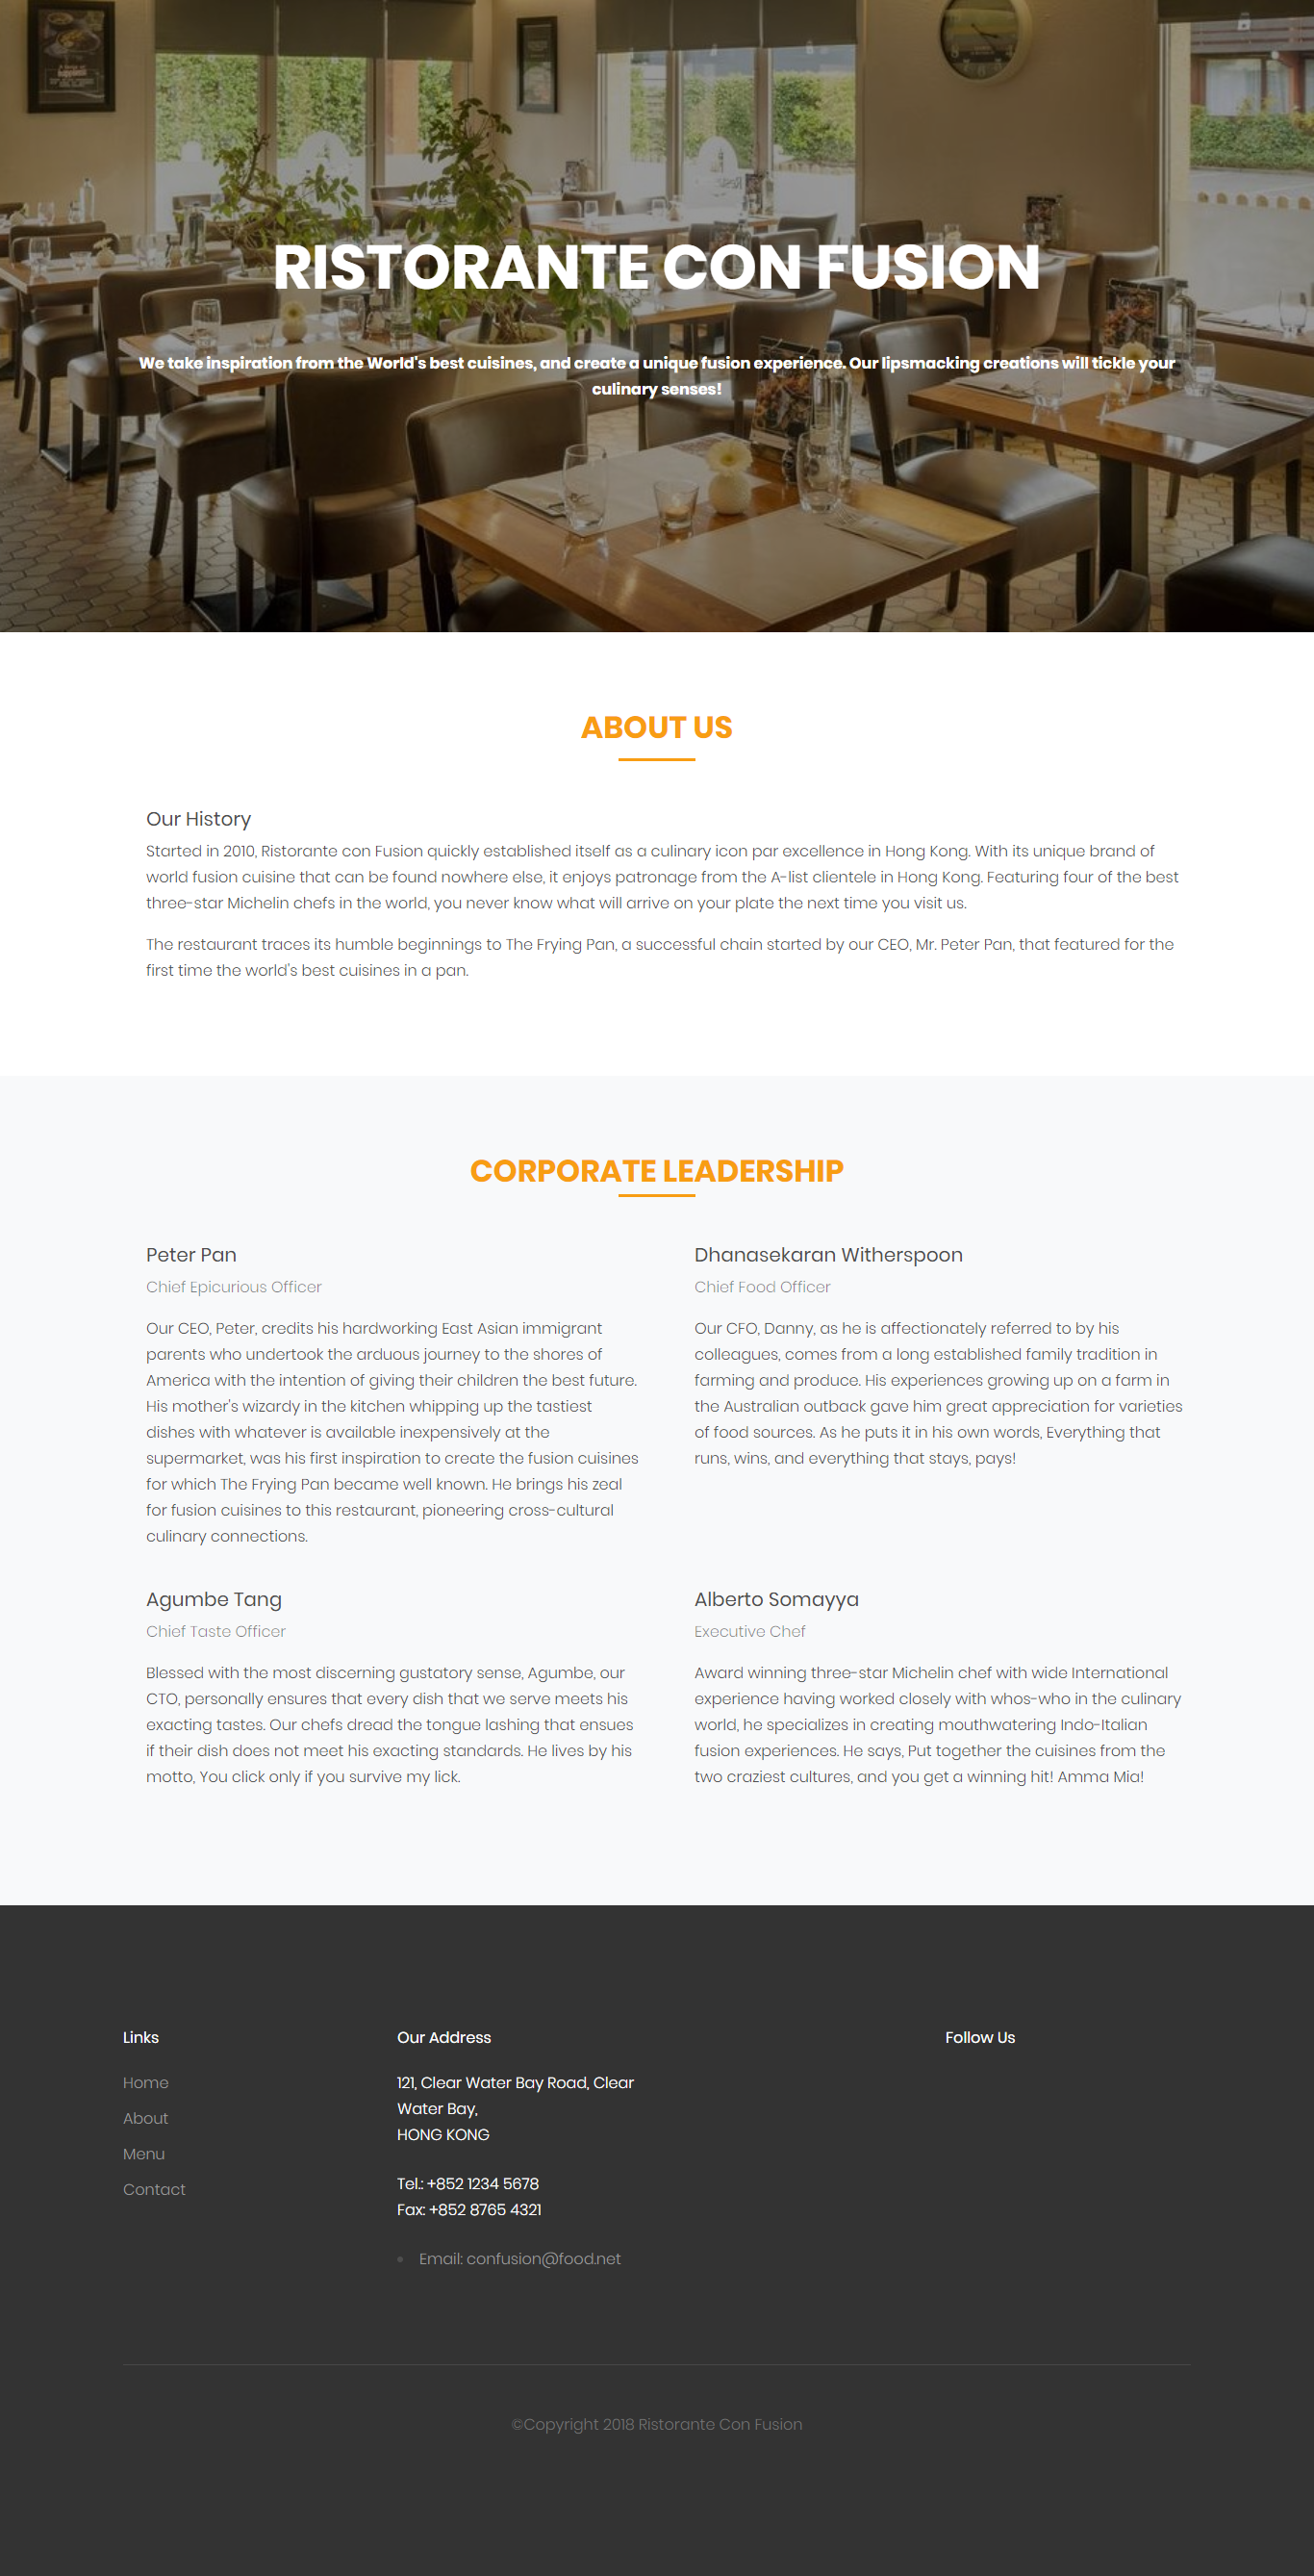 RISTORANTE CON FUSION
We take inspiration from the World's best cuisines, and create a unique fusion experience. Our lipsmacking creations will tickle your
culinary senses!
ABOUT US
Our History
Started in 2010, Ristorante con Fusion quickly established itself as a culinary icon par excellence in Hong Kong. With its unique brand of
world fusion cuisine that can be found nowhere else, it enjoys patronage from the A-list clientele in Hong Kong. Featuring four of the best
three-star Michelin chefs in the world, you never know what will arrive on your plate the next time you visit us.
The restaurant traces its humble beginnings to The Frying Pan, a successful chain started by our CEO, Mr. Peter Pan, that featured for the
first time the world's best cuisines in a pan.
CORPORATE LEADERSHIP
Peter Pan
Chief Epicurious Officer
Our CEO, Peter, credits his hardworking East Asian immigrant
parents who undertook the arduous journey to the shores of
America with the intention of giving their children the best future.
His mother's wizardy in the kitchen whipping up the tastiest
dishes with whatever is available inexpensively at the
supermarket, was his first inspiration to create the fusion cuisines
for which The Frying Pan became well known. He brings his zeal
for fusion cuisines to this restaurant, pioneering cross-cultural
culinary connections.
Dhanasekaran Witherspoon
Chief Food Officer
Our CFO, Danny, as he is affectionately referred to by his
colleagues, comes from a long established family tradition in
farming and produce. His experiences growing up on a farm in
the Australian outback gave him great appreciation for varieties
of food sources. As he puts it in his own words, Everything that
runs, wins, and everything that stays, pays!
Agumbe Tang
Chief Taste Officer
Blessed with the most discerning gustatory sense, Agumbe, our
CTO, personally ensures that every dish that we serve meets his
exacting tastes. Our chefs dread the tongue lashing that ensues
if their dish does not meet his exacting standards. He lives by his
motto, You click only if you survive my lick.
Alberto Somayya
Executive Chef
Award winning three-star Michelin chef with wide International
experience having worked closely with whos-who in the culinary
world, he specializes in creating mouthwatering Indo-Italian
fusion experiences. He says, Put together the cuisines from the
two craziest cultures, and you get a winning hit! Amma Mia!
Links
Home
About
Menu
Contact
Our Address
121, Clear Water Bay Road, Clear
Water Bay,
HONG KONG
Tel.: +852 1234 5678
Fax: +852 8765 4321
Email: confusion@food.net
Follow Us
©Copyright 2018 Ristorante Con Fusion